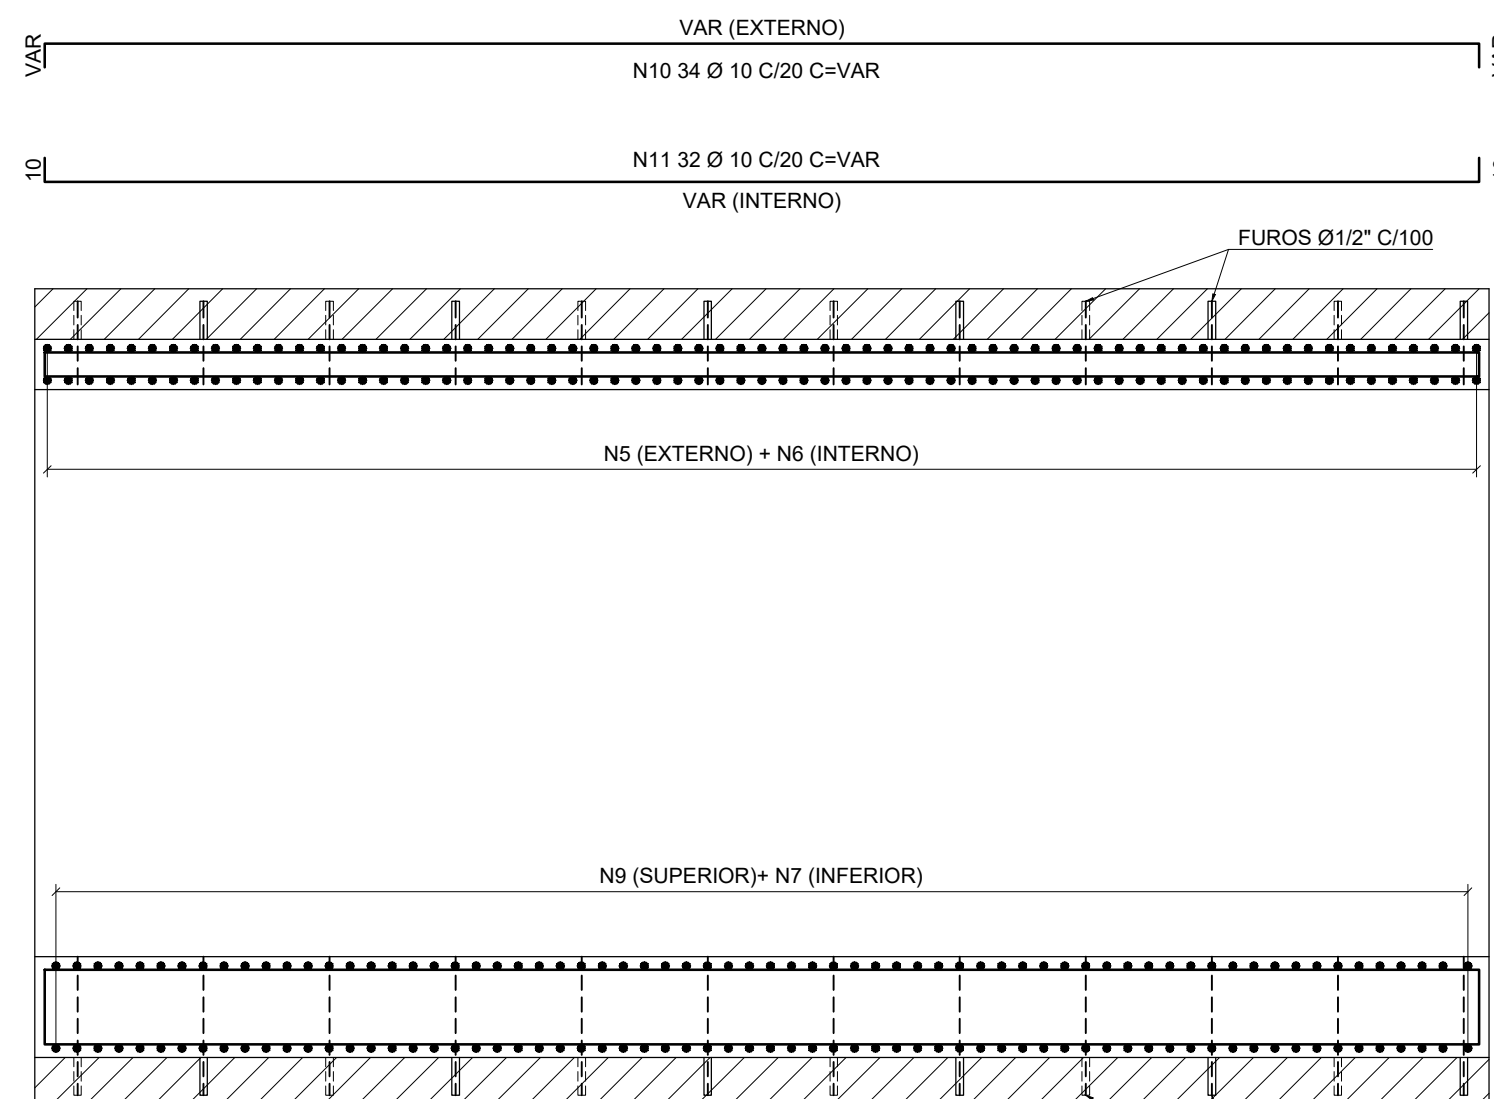 VAR (EXTERNO)
VAR
N10 34 Ø 10 C/20 C=VAR
10
N11 32 Ø 10 C/20 C=VAR
VAR (INTERNO)
FUROS Ø1/2" C/100
N5 (EXTERNO) + N6 (INTERNO)
N9 (SUPERIOR)+ N7 (INFERIOR)